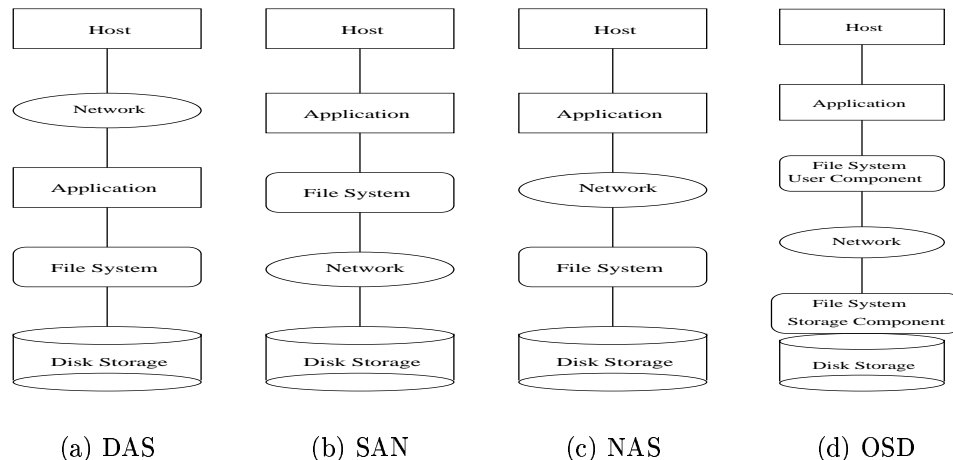 Host
Network
Application
File System
Disk Storage
(a) DAS
Host
Application
File System
Network
Disk Storage
(b) SAN
Host
Application
Network
File System
Disk Storage
(c) NAS
Host
Application
File System
User Component
Network
File System
Storage Component
Disk Storage
(d) OSD